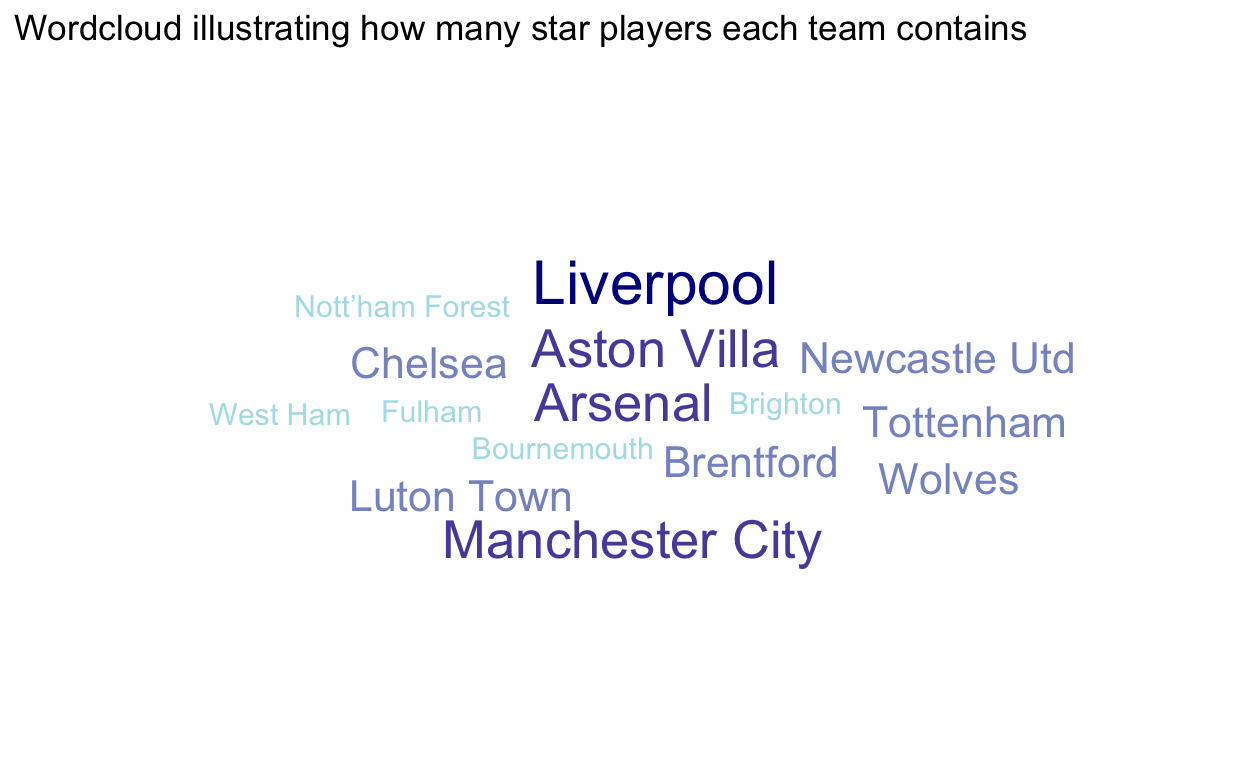 Wordcloud illustrating how many star players each team contains
Liverpool
Nott’ham Forest
Aston Villa
Newcastle Utd
Chelsea
Arsenal
Brighton
West Ham
Fulham
Tottenham
Bournemouth
Brentford
Wolves
Luton Town
Manchester City